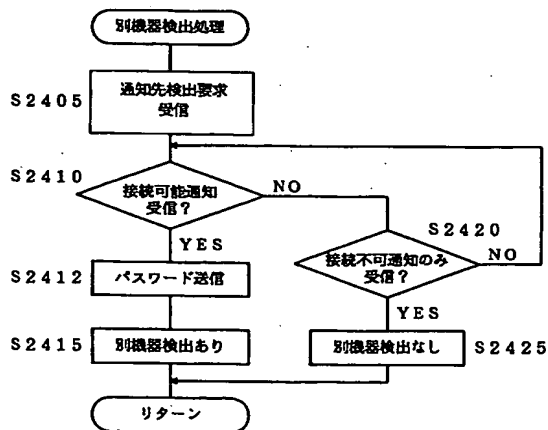 別機器検出処理
S2405
通知先検出要求
受信
S2410
接続可能通知
受信？
NO
YES
S2420
接続不可通知のみ
受信？
NO
YES
S2412
パスワード送信
S2415
別機器検出あり
別機器検出なし
S2425
リターン